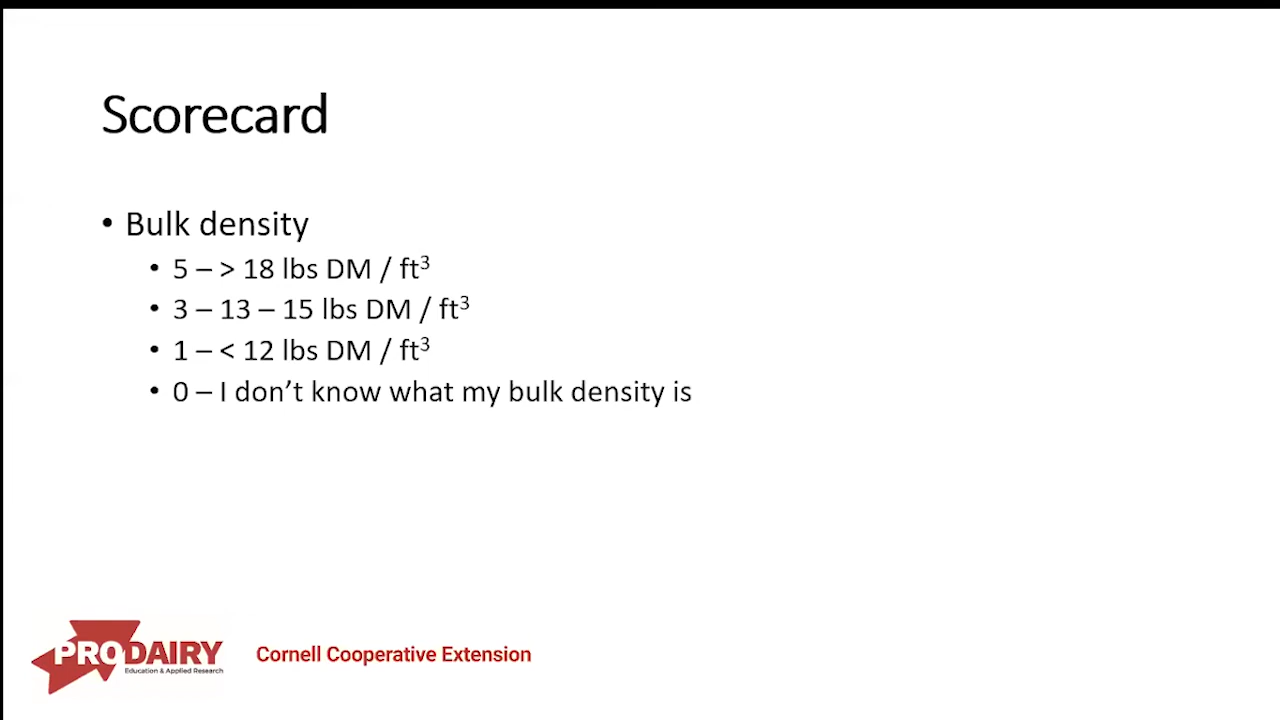 Scorecard
• Bulk density
• 5 – > 18 lbs DM / ft³
• 3 – 13 – 15 lbs DM / ft³
• 1 – < 12 lbs DM / ft³
• 0 – I don’t know what my bulk density is
PRODAIRY
Education & Applied Research
Cornell Cooperative Extension